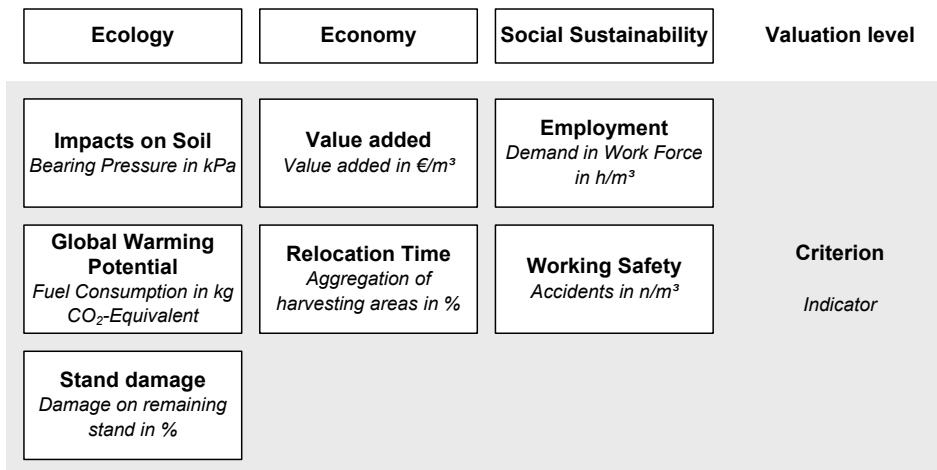 Ecology
Economy
Social Sustainability
Valuation level
Impacts on Soil
Bearing Pressure in kPa
Value added
Value added in €/m³
Employment
Demand in Work Force
in h/m³
Global Warming
Potential
Fuel Consumption in kg
CO₂-Equivalent
Relocation Time
Aggregation of
harvesting areas in %
Working Safety
Accidents in n/m³
Criterion
Indicator
Stand damage
Damage on remaining
stand in %